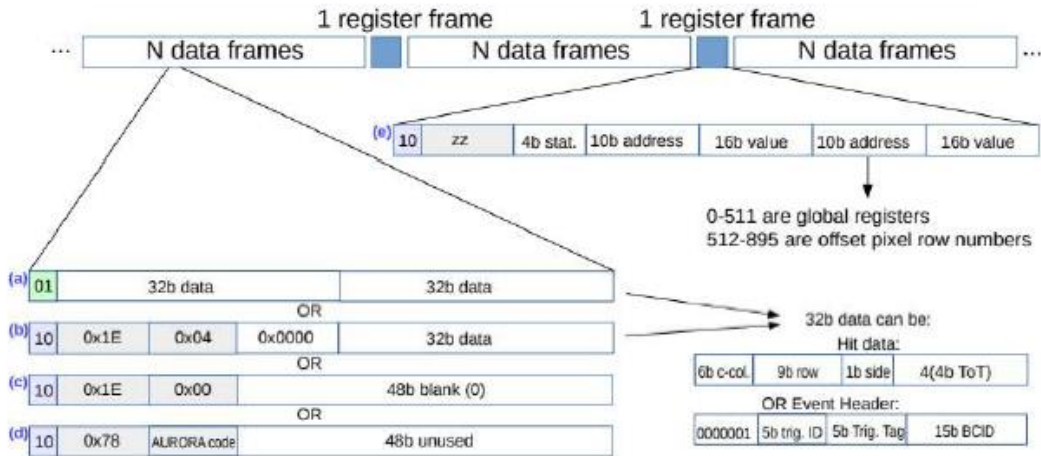 1 register frame 1 register frame
... N data frames N data frames N data frames ...
(e) 10 zz 4b stat. 10b address 16b value 10b address 16b value
0-511 are global registers
512-895 are offset pixel row numbers
(a) 01 32b data 32b data
OR
(b) 10 0x1E 0x04 0x0000 32b data
OR
(c) 10 0x1E 0x00 48b blank (0)
OR
(d) 10 0x78 AURORA code 48b unused
32b data can be:
Hit data:
6b c-col. 9b row 1b side 4(4b ToT)
OR Event Header:
0000001 5b trig. ID 5b Trig. Tag 15b BCID